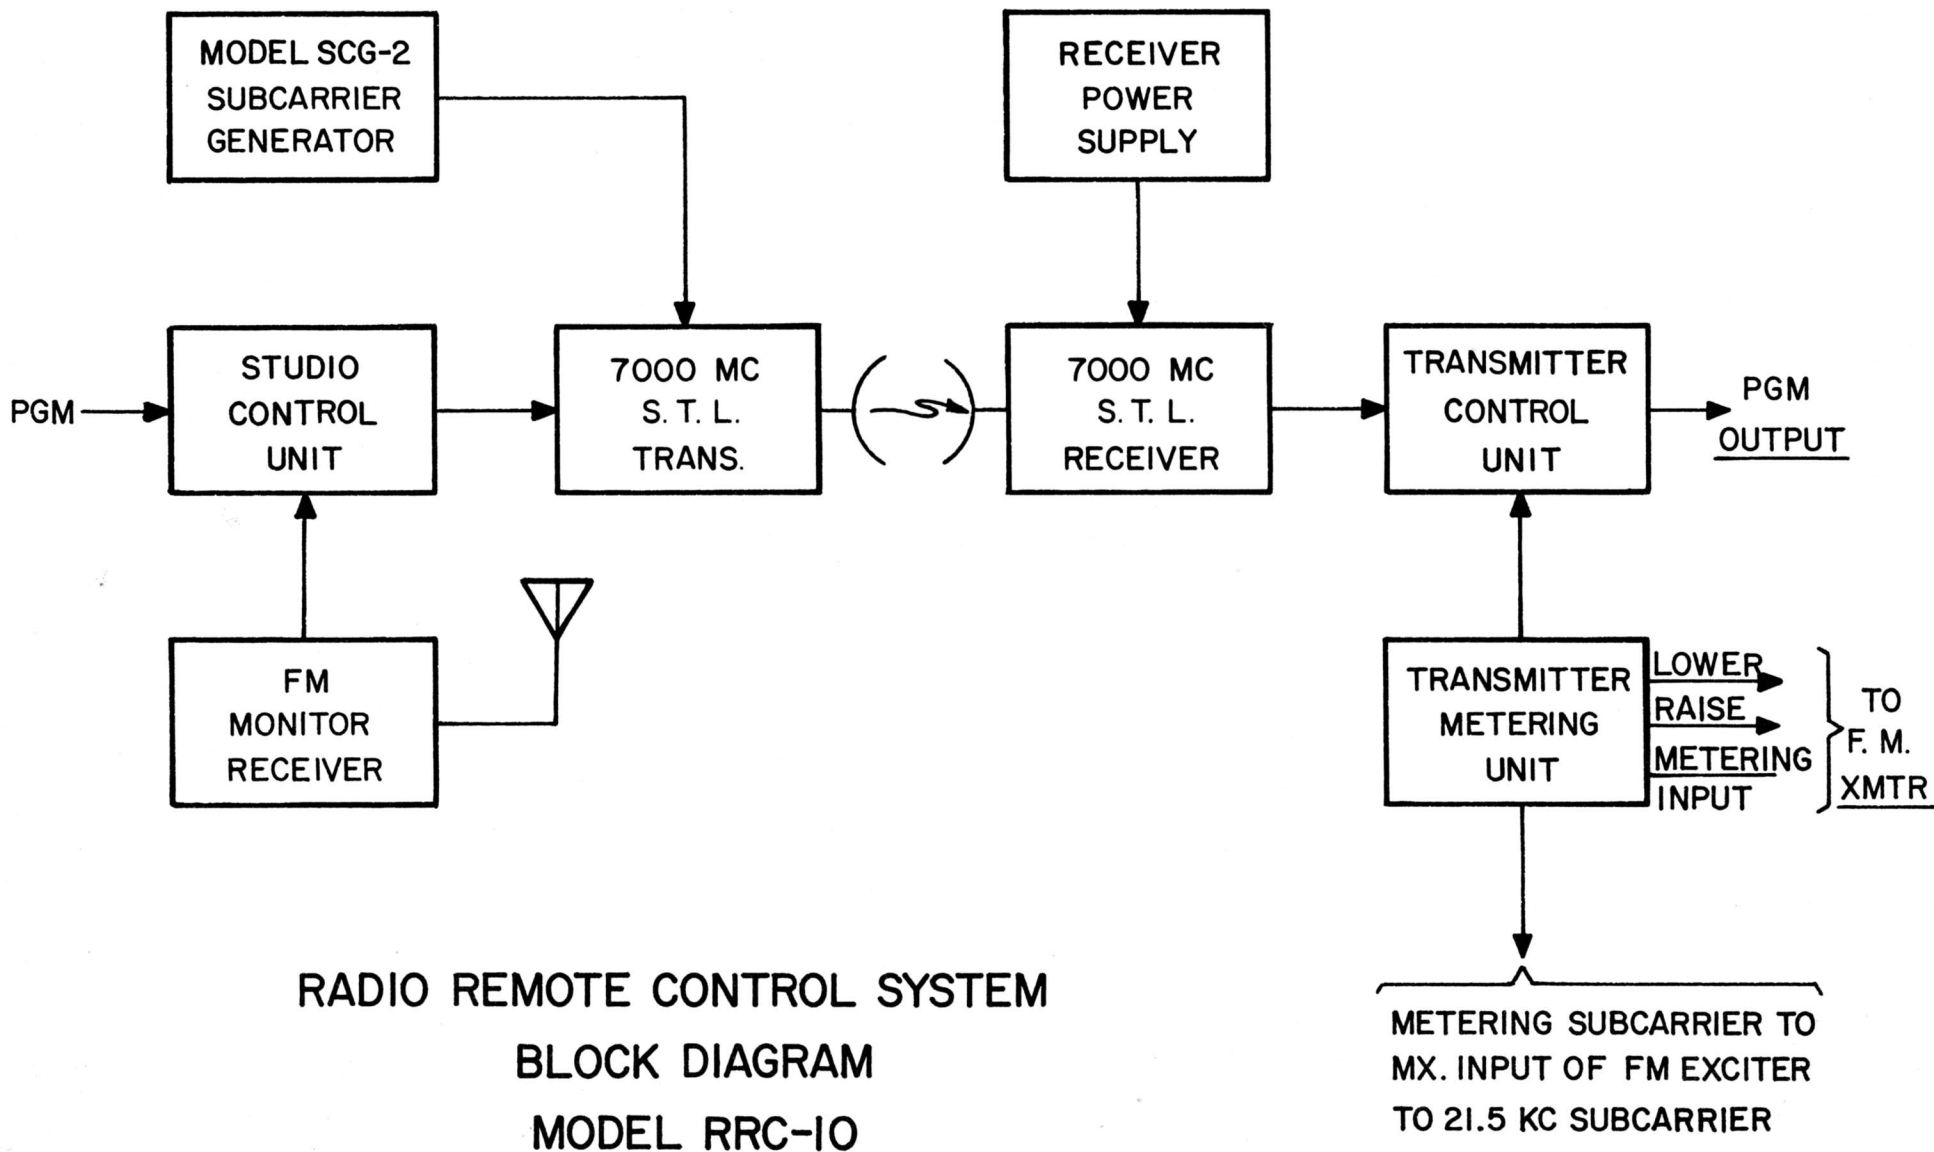 MODEL SCG-2
SUBCARRIER
GENERATOR
RECEIVER
POWER
SUPPLY
PGM
STUDIO
CONTROL
UNIT
7000 MC
S. T. L.
TRANS.
7000 MC
S. T. L.
RECEIVER
TRANSMITTER
CONTROL
UNIT
PGM
OUTPUT
FM
MONITOR
RECEIVER
TRANSMITTER
METERING
UNIT
LOWER
RAISE
METERING
INPUT
TO
F. M.
XMTR
METERING SUBCARRIER TO
MX. INPUT OF FM EXCITER
TO 21.5 KC SUBCARRIER
RADIO REMOTE CONTROL SYSTEM
BLOCK DIAGRAM
MODEL RRC-10